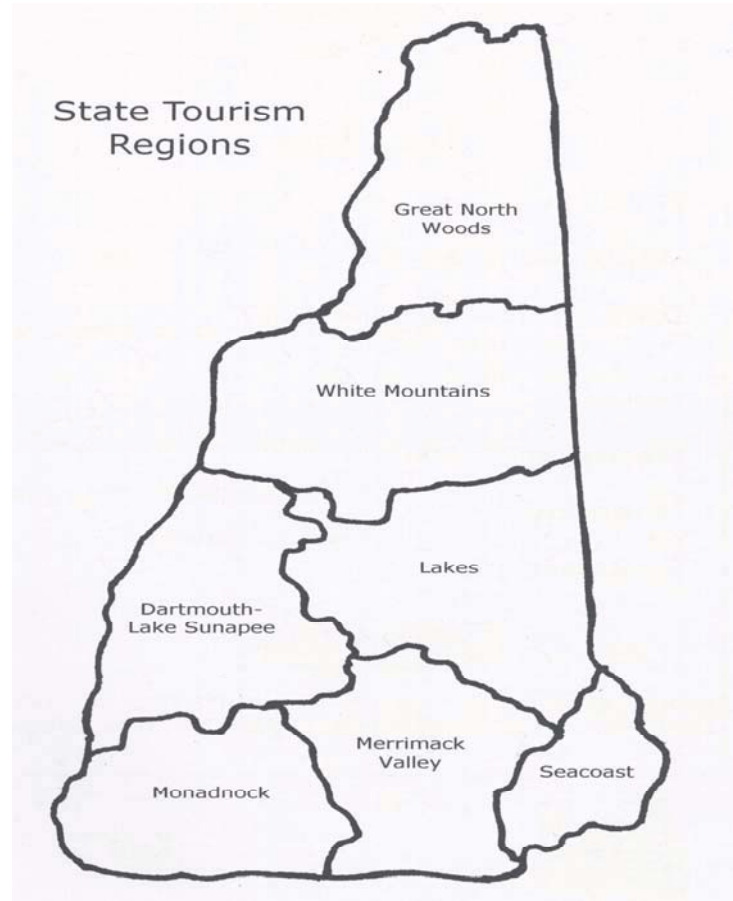 State Tourism
Regions
Great North
Woods
White Mountains
Lakes
Dartmouth-
Lake Sunapee
Merrimack
Valley
Seacoast
Monadnock